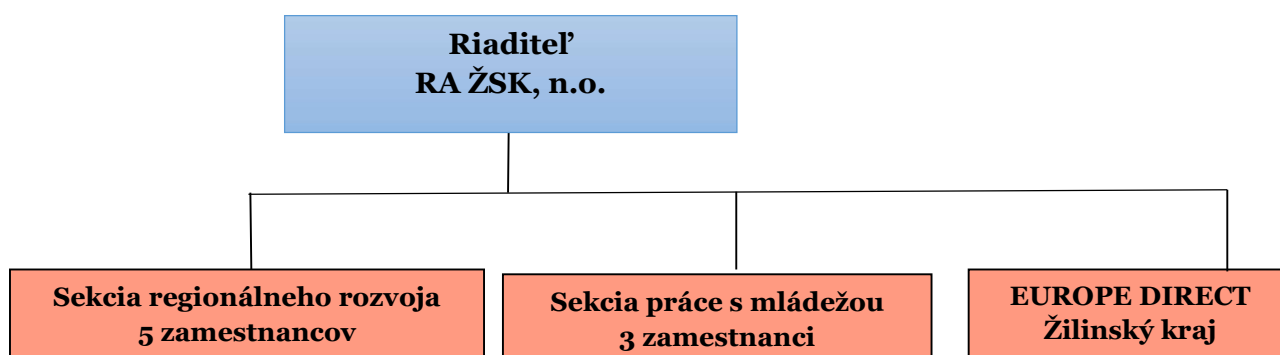 Riaditeľ
RA ŽSK, n.o.
Sekcia regionálneho rozvoja
5 zamestnancov
Sekcia práce s mládežou
3 zamestnanci
EUROPE DIRECT
Žilinský kraj